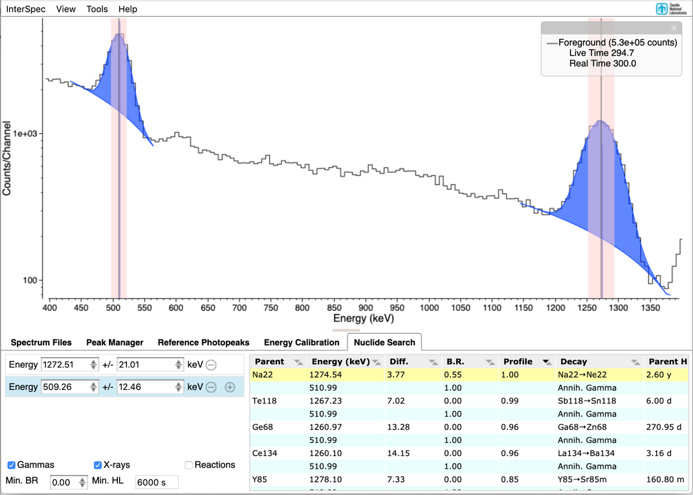 InterSpec View Tools Help
Sandia National Laboratories
Foreground (5.3e+05 counts)
Live Time 294.7
Real Time 300.0
Counts/Channel
1e+03
100
400 450 500 550 600 650 700 750 800 850 900 950 1000 1050 1100 1150 1200 1250 1300 1350
Energy (keV)
Spectrum Files Peak Manager Reference Photopeaks Energy Calibration Nuclide Search
Energy 1272.51 +/- 21.01 keV
Energy 509.26 +/- 12.46 keV
Gammas X-rays Reactions
Min. BR 0.00 Min. HL 6000 s
Parent Energy (keV) Diff. B.R. Profile Decay Parent H
Na22 1274.54 3.77 0.55 1.00 Na22→Ne22 2.60 y
510.99 1.00 Annih. Gamma
Te118 1267.23 7.02 0.00 0.99 Sb118→Sn118 6.00 d
510.99 1.00 Annih. Gamma
Ge68 1260.97 13.28 0.00 0.96 Ga68→Zn68 270.95 d
510.99 1.00 Annih. Gamma
Ce134 1260.10 14.15 0.00 0.96 La134→Ba134 3.16 d
510.99 1.00 Annih. Gamma
Y85 1278.10 7.33 0.00 0.85 Y85→Sr85m 160.80 m